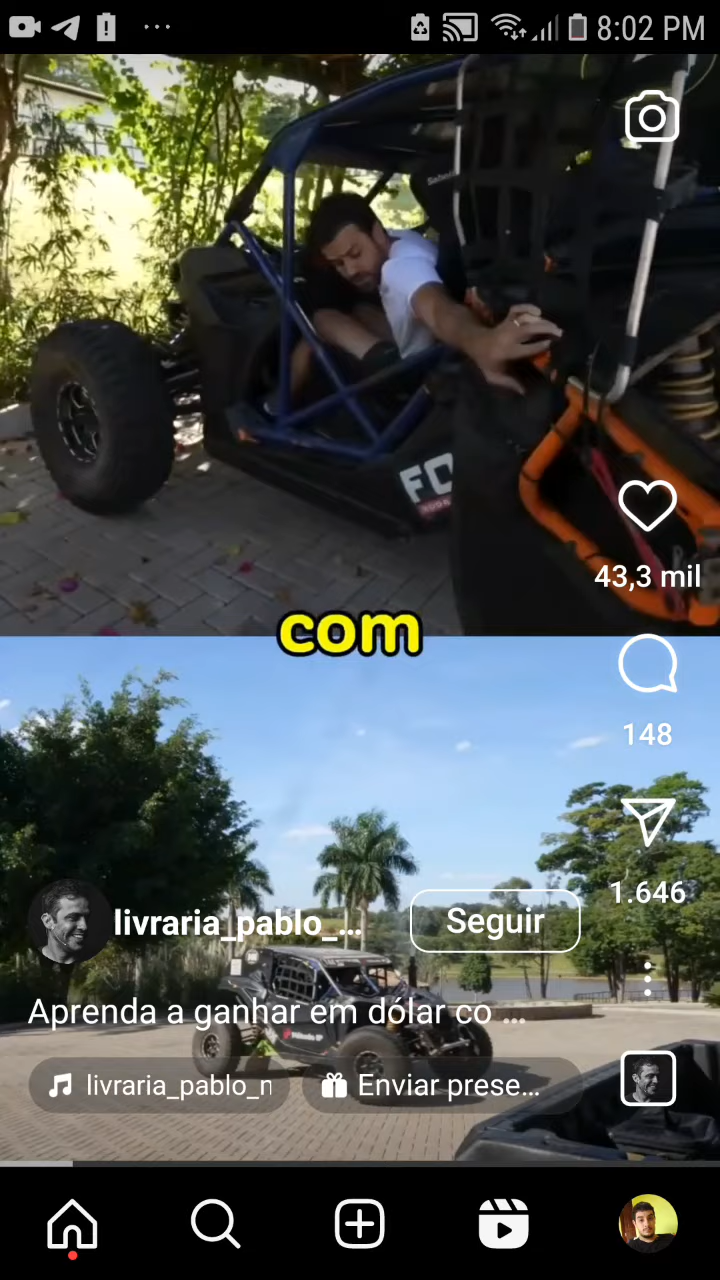 8:02 PM
FO
43,3 mil
com
148
1.646
livraria_pablo_...
Seguir
Aprenda a ganhar em dólar co ...
livraria_pablo_n
Enviar prese...